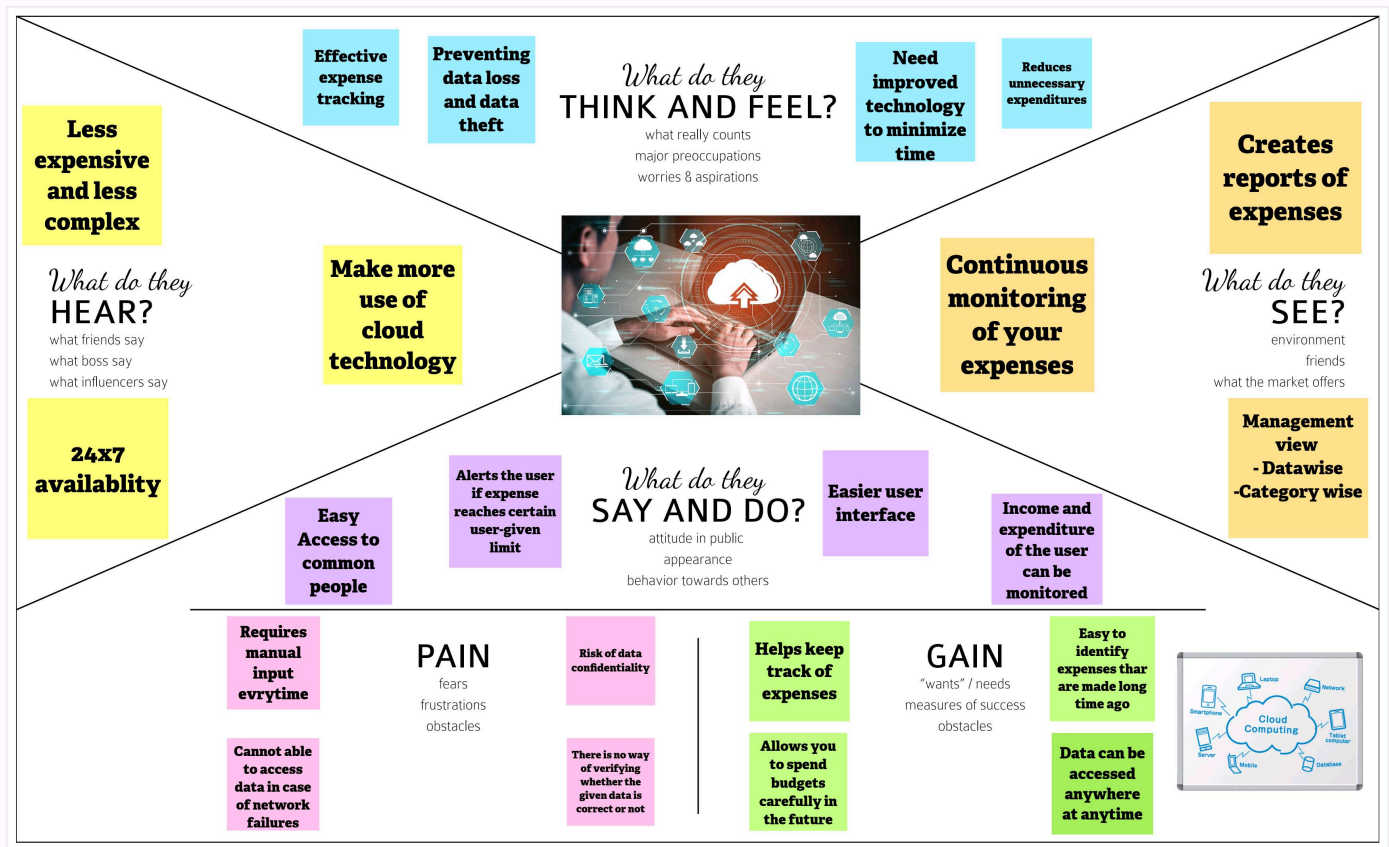 Effective
expense
tracking
Preventing
data loss
and data
theft
What do they
THINK AND FEEL?
what really counts
major preoccupations
worries & aspirations
Need
improved
technology
to minimize
time
Reduces
unnecessary
expenditures
Less
expensive
and less
complex
What do they
HEAR?
what friends say
what boss say
what influencers say
24x7
availablity
Make more
use of
cloud
technology
Continuous
monitoring
of your
expenses
Creates
reports of
expenses
What do they
SEE?
environment
friends
what the market offers
Management
view
- Datawise
-Category wise
Easy
Access to
common
people
Alerts the user
if expense
reaches certain
user-given
limit
What do they
SAY AND DO?
attitude in public
appearance
behavior towards others
Easier user
interface
Income and
expenditure
of the user
can be
monitored
Requires
manual
input
evrytime
PAIN
fears
frustrations
obstacles
Risk of data
confidentiality
Cannot able
to access
data in case
of network
failures
There is no way
of verifying
whether the
given data is
correct or not
Helps keep
track of
expenses
GAIN
"wants" / needs
measures of success
obstacles
Easy to
identify
expenses thar
are made long
time ago
Allows you
to spend
budgets
carefully in
the future
Data can be
accessed
anywhere
at anytime
Laptop
Network
Smartphone
Cloud
Computing
Tablet
computer
Server
Mobile
Database